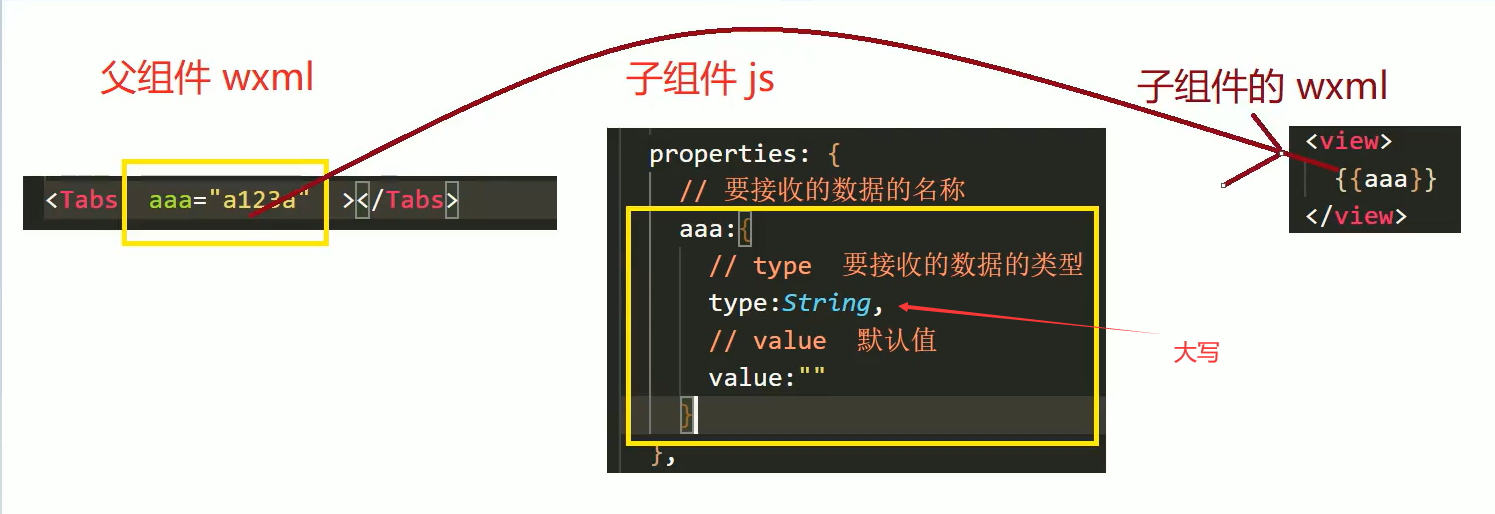 父组件 wxml
<Tabs aaa="a123a" ></Tabs>
子组件 js
properties: {
// 要接收的数据的名称
aaa:{
// type 要接收的数据的类型
type:String,
// value 默认值
value:""
}
},
大写
子组件的 wxml
<view>
{{aaa}}
</view>